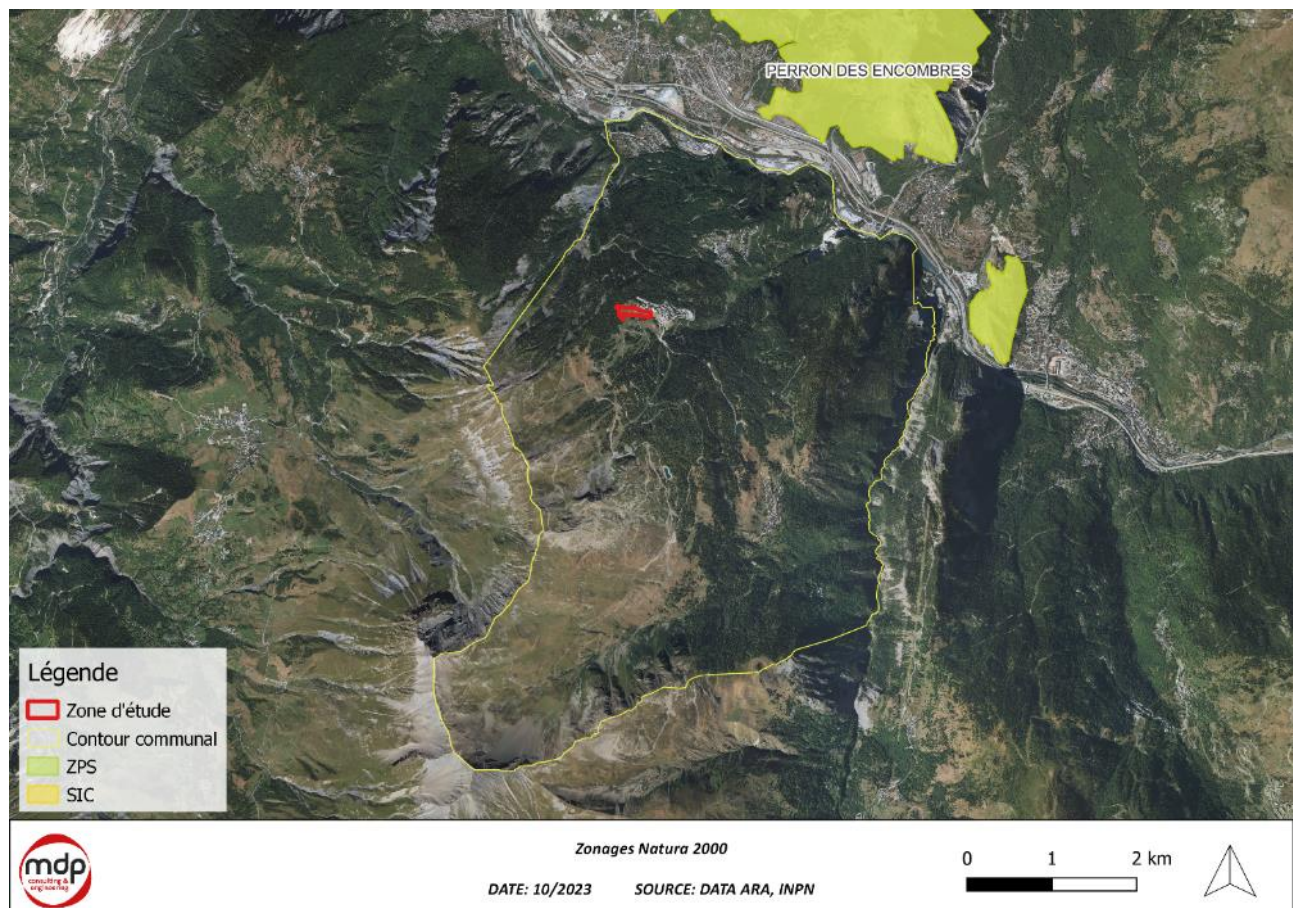 PERRON DES ENCOMBRES
Légende
Zone d'étude
Contour communal
ZPS
SIC
mdp
consulting &
engineering
Zonages Natura 2000
DATE: 10/2023 SOURCE: DATA ARA, INPN
0 1 2 km